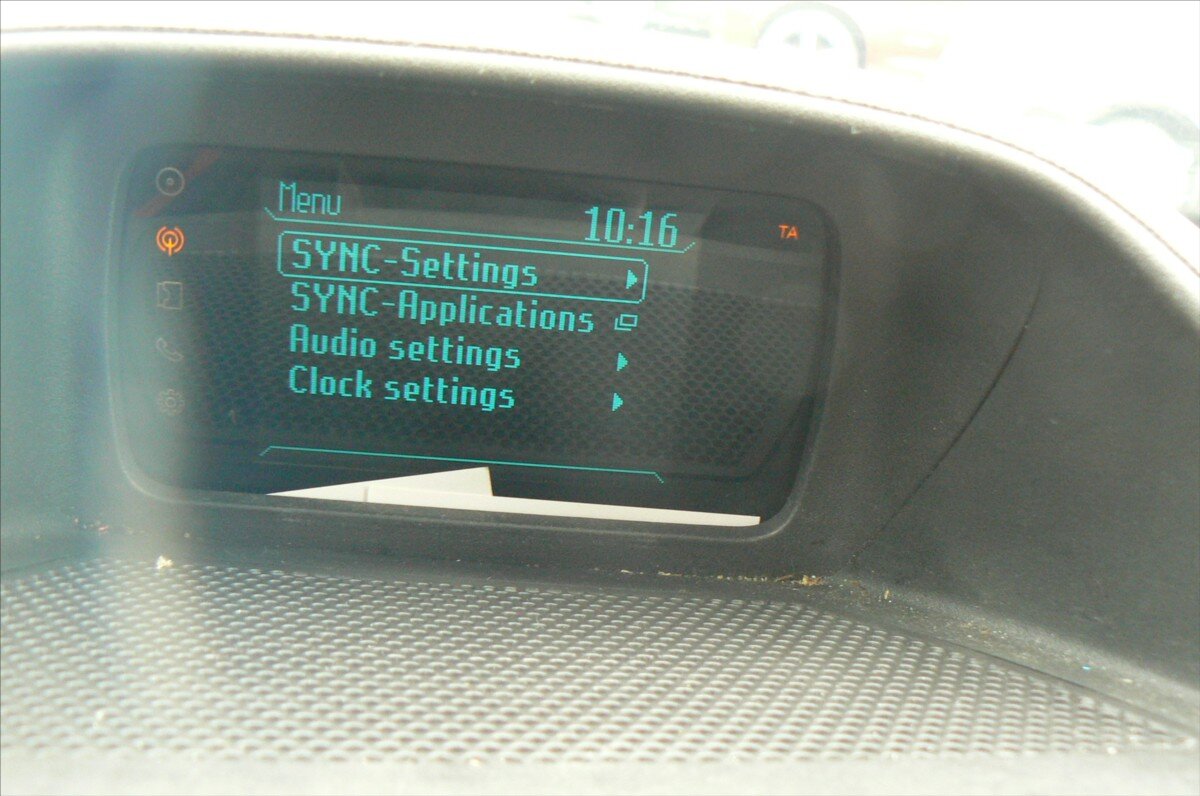 Menu
10:16
TA
SYNC-Settings
SYNC-Applications
Audio settings
Clock settings